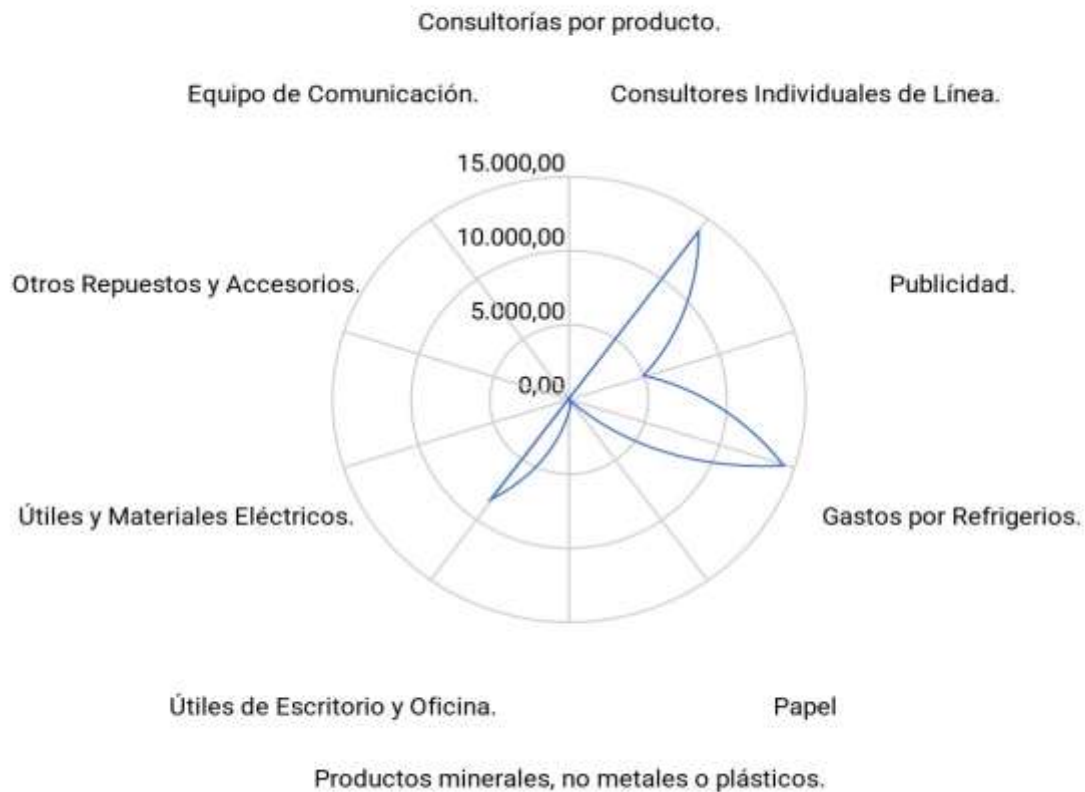 Consultorías por producto.
Equipo de Comunicación.
Consultores Individuales de Línea.
15.000,00
10.000,00
Otros Repuestos y Accesorios.
Publicidad.
5.000,00
0,00
Útiles y Materiales Eléctricos.
Gastos por Refrigerios.
Útiles de Escritorio y Oficina.
Papel
Productos minerales, no metales o plásticos.